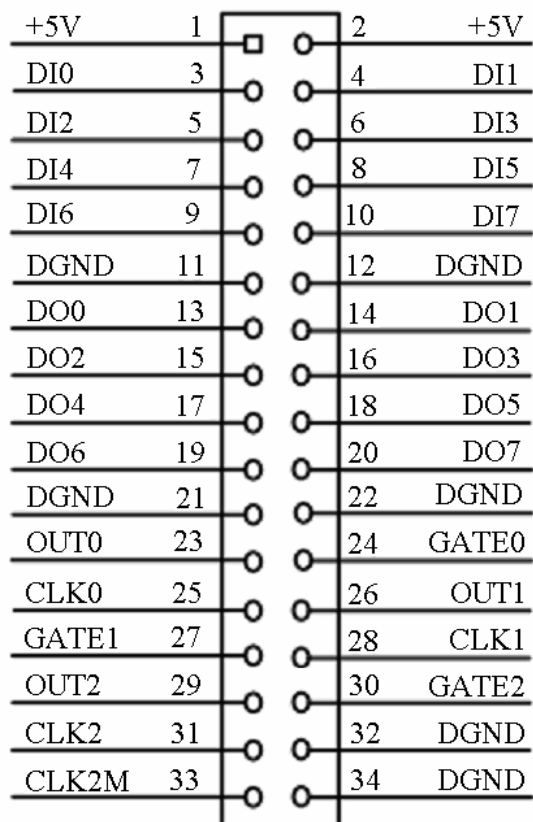 +5V 1 2 +5V
DI0 3 4 DI1
DI2 5 6 DI3
DI4 7 8 DI5
DI6 9 10 DI7
DGND 11 12 DGND
DO0 13 14 DO1
DO2 15 16 DO3
DO4 17 18 DO5
DO6 19 20 DO7
DGND 21 22 DGND
OUT0 23 24 GATE0
CLK0 25 26 OUT1
GATE1 27 28 CLK1
OUT2 29 30 GATE2
CLK2 31 32 DGND
CLK2M 33 34 DGND